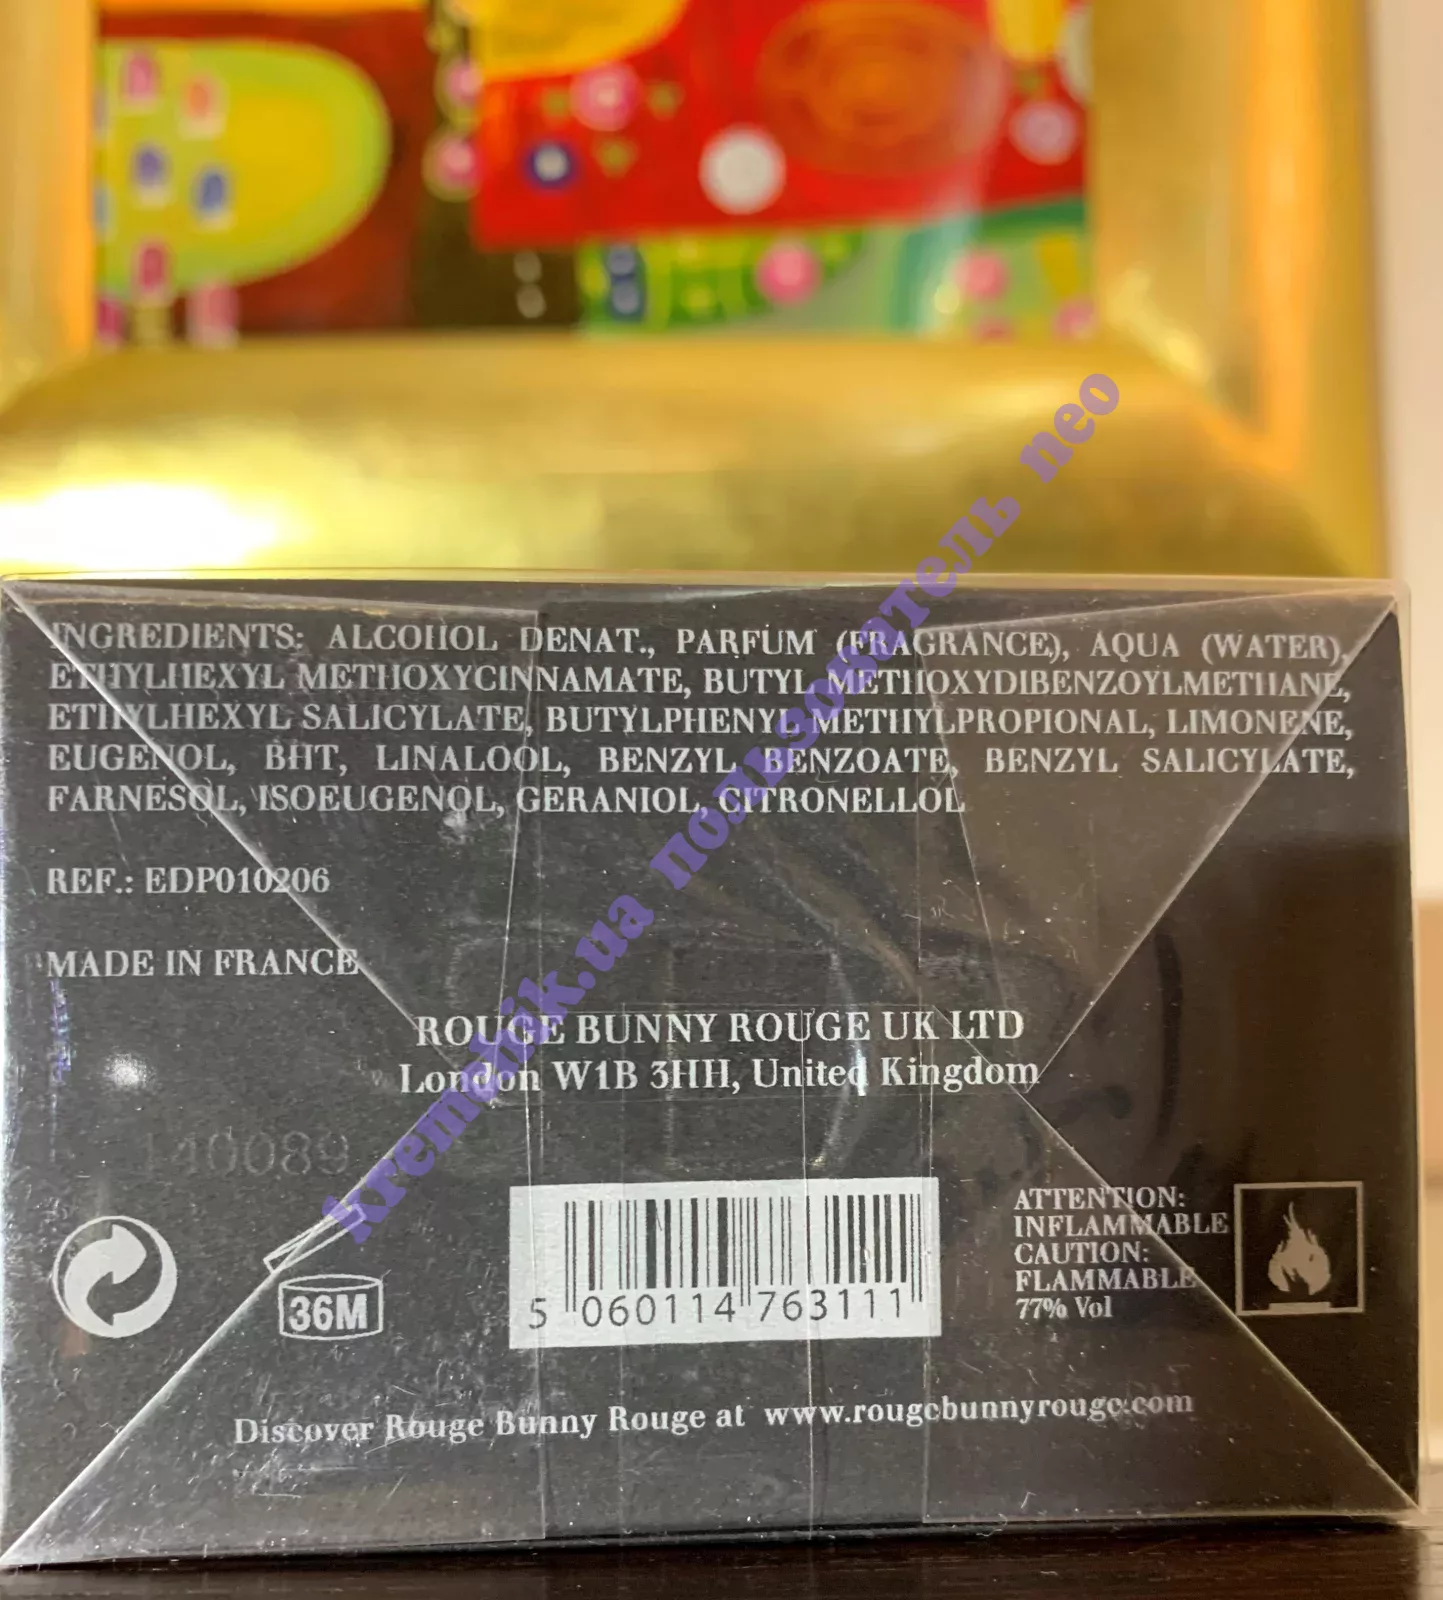 INGREDIENTS: ALCOHOL DENAT., PARFUM (FRAGRANCE), AQUA (WATER),
ETHYLHEXYL METHOXYCINNAMATE, BUTYL METHOXYDIBENZOYLMETHANE,
ETHYLHEXYL SALICYLATE, BUTYLPHENYL METHYLPROPIONAL, LIMONENE,
EUGENOL, BHT, LINALOOL, BENZYL BENZOATE, BENZYL SALICYLATE,
FARNESOL, ISOEUGENOL, GERANIOL, CITRONELLOL
REF.: EDP010206
MADE IN FRANCE
ROUGE BUNNY ROUGE UK LTD
London W1B 3HH, United Kingdom
36M
5 060114 763111
ATTENTION:
INFLAMMABLE
CAUTION:
FLAMMABLE
77% Vol
Discover Rouge Bunny Rouge at www.rougebunnyrouge.com
kremchik.ua пользователь neo